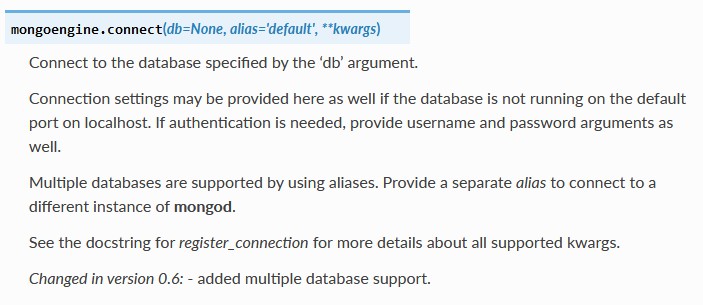 mongoengine.connect(db=None, alias='default', **kwargs)
Connect to the database specified by the ‘db’ argument.
Connection settings may be provided here as well if the database is not running on the default
port on localhost. If authentication is needed, provide username and password arguments as
well.
Multiple databases are supported by using aliases. Provide a separate alias to connect to a
different instance of mongod.
See the docstring for register_connection for more details about all supported kwargs.
Changed in version 0.6: - added multiple database support.